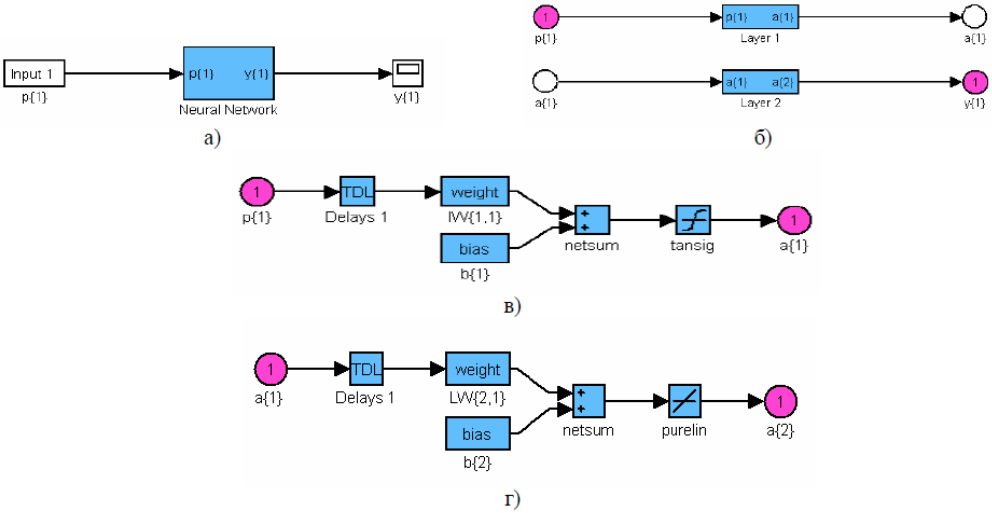 Input 1
p{1}
p{1} y{1}
Neural Network
y{1}
а)
1
p{1}
p{1} a{1}
Layer 1
a{1}
a{1}
a{1} a{2}
Layer 2
1
y{1}
б)
1
p{1}
TDL
Delays 1
weight
IW{1,1}
bias
b{1}
netsum
tansig
1
a{1}
в)
1
a{1}
TDL
Delays 1
weight
LW{2,1}
bias
b{2}
netsum
purelin
1
a{2}
г)